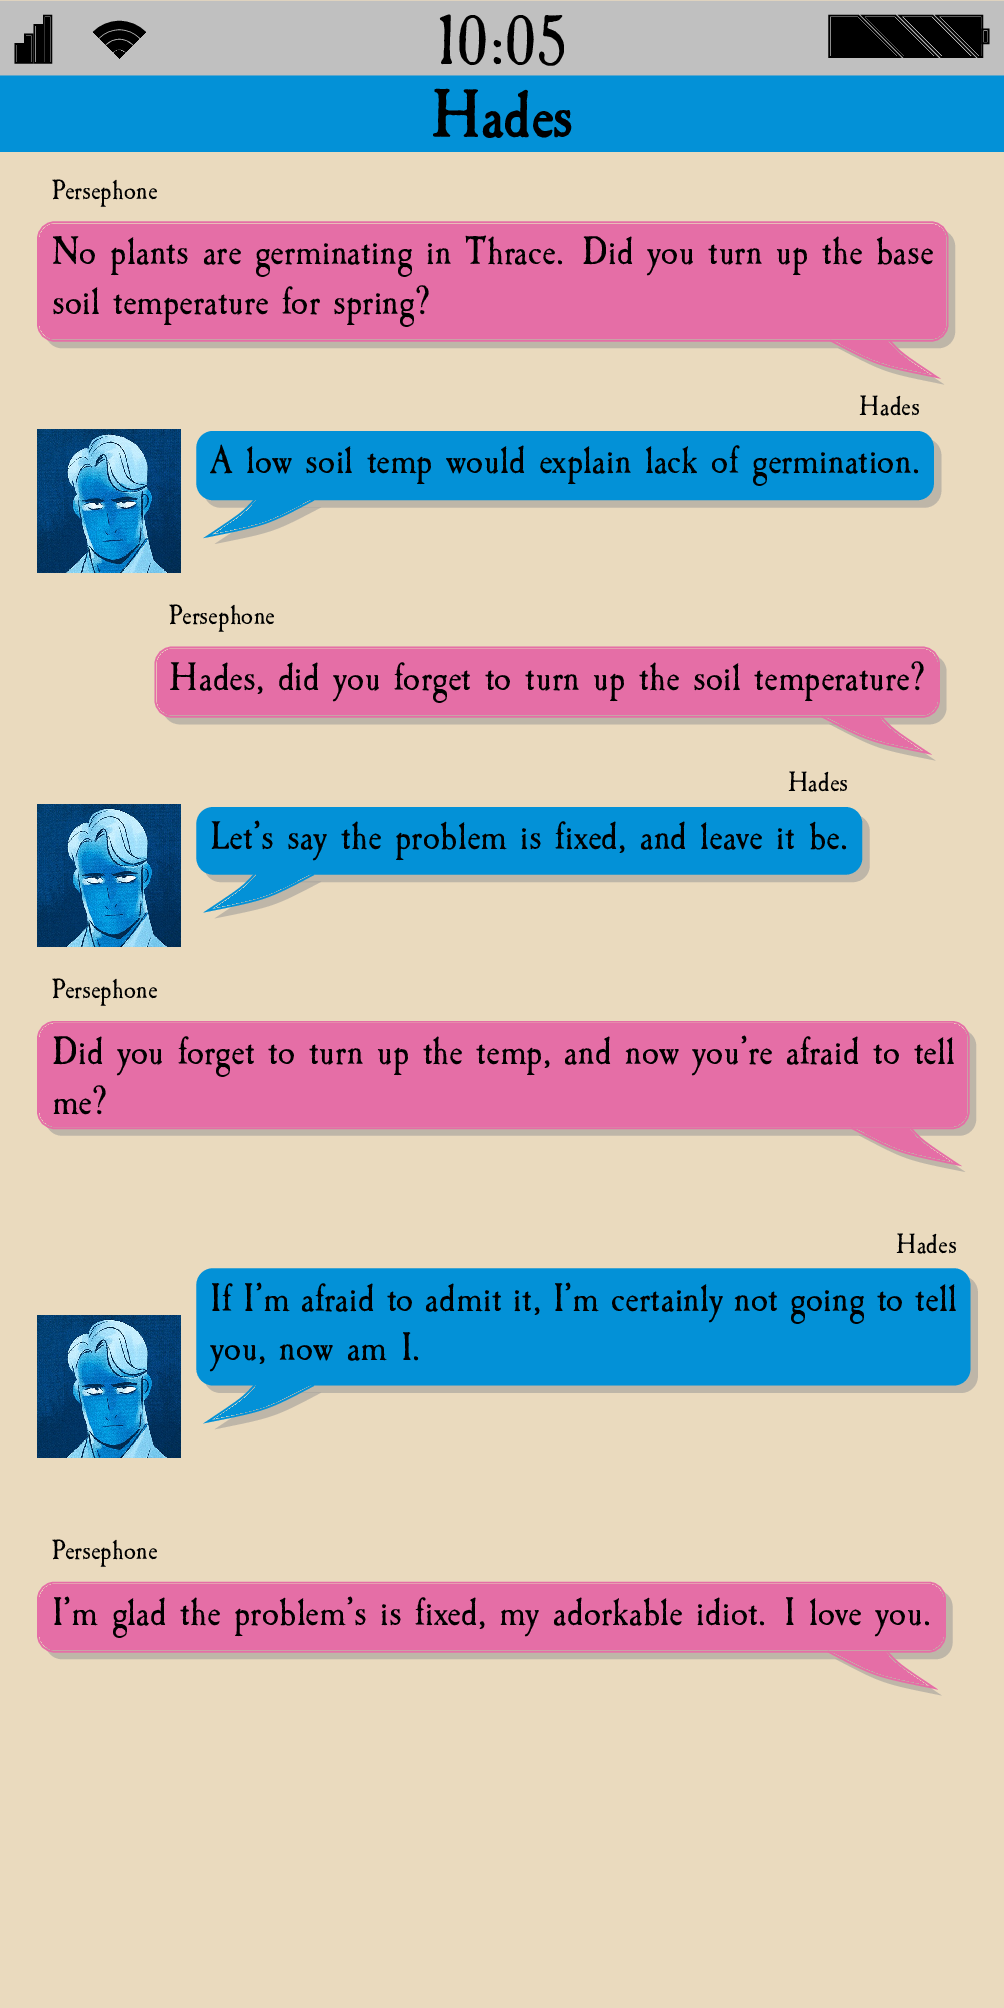 10:05
Hades
Persephone
No plants are germinating in Thrace. Did you turn up the base
soil temperature for spring?
Hades
A low soil temp would explain lack of germination.
Persephone
Hades, did you forget to turn up the soil temperature?
Hades
Let's say the problem is fixed, and leave it be.
Persephone
Did you forget to turn up the temp, and now you're afraid to tell
me?
Hades
If I'm afraid to admit it, I'm certainly not going to tell
you, now am I.
Persephone
I'm glad the problem's is fixed, my adorkable idiot. I love you.